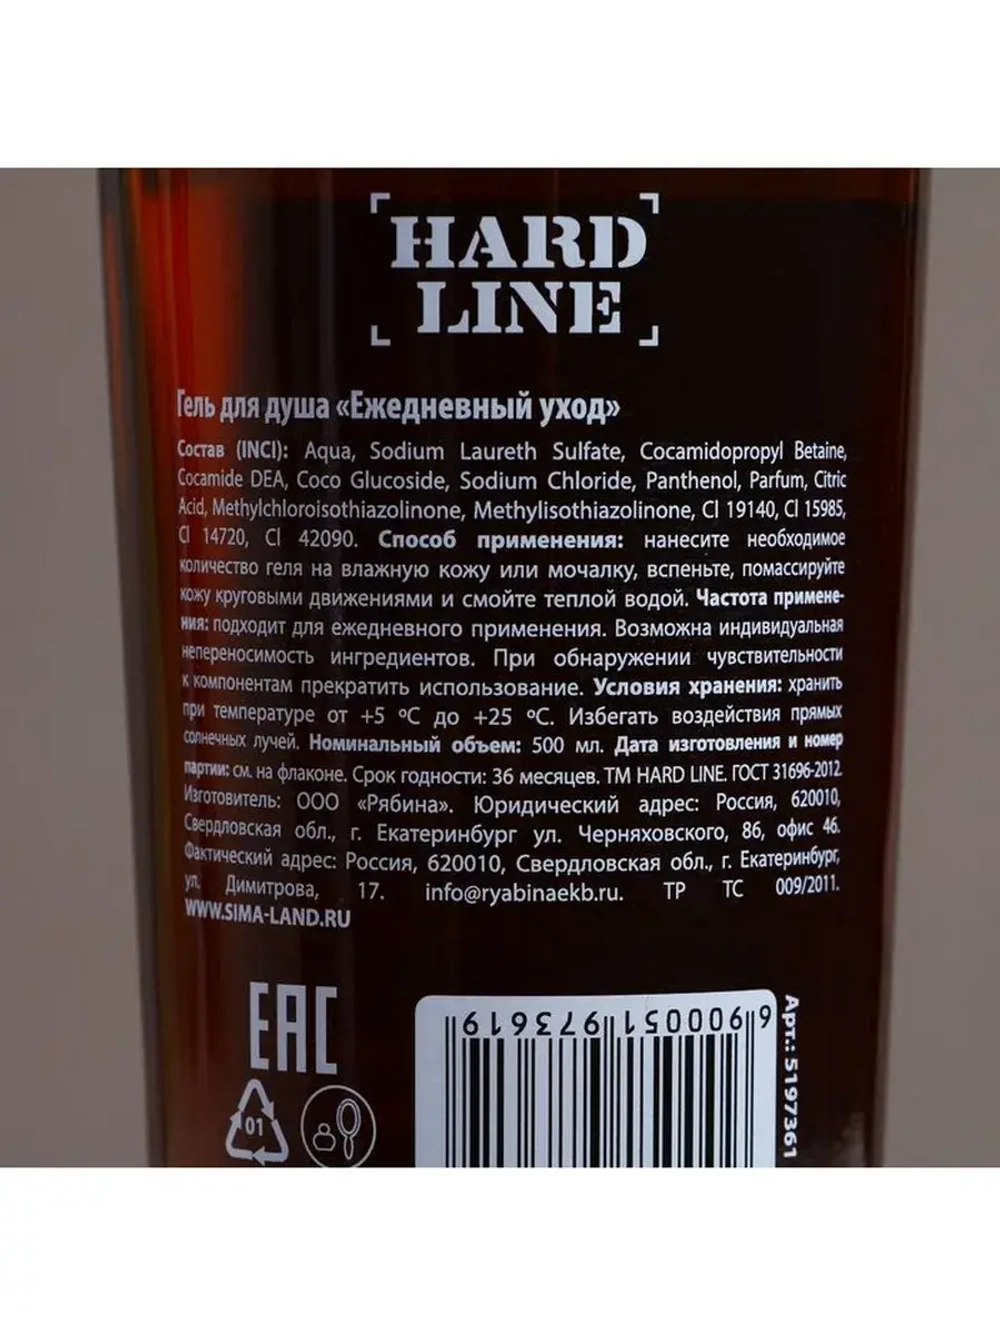 HARD
LINE
Гель для душа «Ежедневный уход»
Состав (INCI): Aqua, Sodium Laureth Sulfate, Cocamidopropyl Betaine,
Cocamide DEA, Coco Glucoside, Sodium Chloride, Panthenol, Parfum, Citric
Acid, Methylchloroisothiazolinone, Methylisothiazolinone, CI 19140, CI 15985,
CI 14720, CI 42090. Способ применения: нанесите необходимое
количество геля на влажную кожу или мочалку, вспеньте, помассируйте
кожу круговыми движениями и смойте теплой водой. Частота примене-
ния: подходит для ежедневного применения. Возможна индивидуальная
непереносимость ингредиентов. При обнаружении чувствительности
к компонентам прекратить использование. Условия хранения: хранить
при температуре от +5 ºС до +25 ºС. Избегать воздействия прямых
солнечных лучей. Номинальный объем: 500 мл. Дата изготовления и номер
партии: см. на флаконе. Срок годности: 36 месяцев. ТМ HARD LINE. ГОСТ 31696-2012.
Изготовитель: ООО «Рябина». Юридический адрес: Россия, 620010,
Свердловская обл., г. Екатеринбург ул. Черняховского, 86, офис 46.
Фактический адрес: Россия, 620010, Свердловская обл., г. Екатеринбург,
ул. Димитрова, 17. info@ryabinaekb.ru. ТР ТС 009/2011.
WWW.SIMA-LAND.RU
EAC
01
6900051973619
Арт.: 5197361